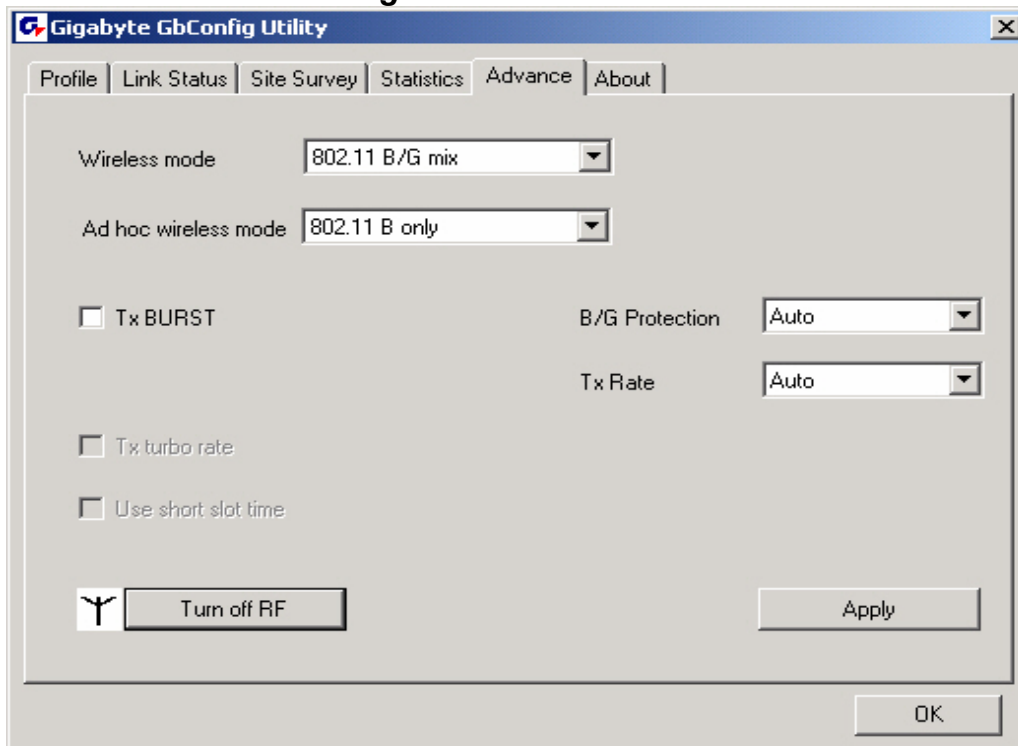 Gigabyte GbConfig Utility
Profile Link Status Site Survey Statistics Advance About
Wireless mode 802.11 B/G mix
Ad hoc wireless mode 802.11 B only
Tx BURST B/G Protection Auto
Tx Rate Auto
Tx turbo rate
Use short slot time
Turn off RF Apply
OK